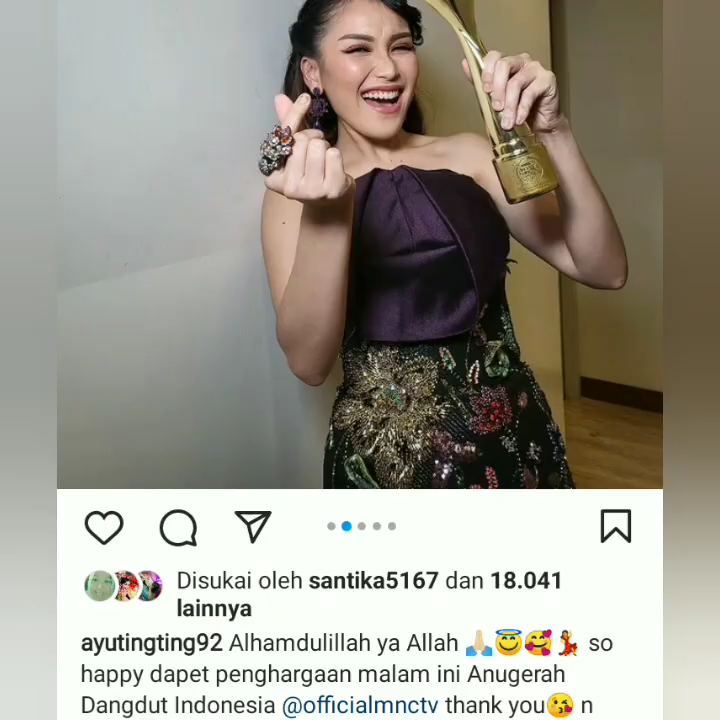 Disukai oleh santika5167 dan 18.041
lainnya
ayutingting92 Alhamdulillah ya Allah 🙏🏼😇🥰💃 so
happy dapet penghargaan malam ini Anugerah
Dangdut Indonesia @officialmnctv thank you😘 n